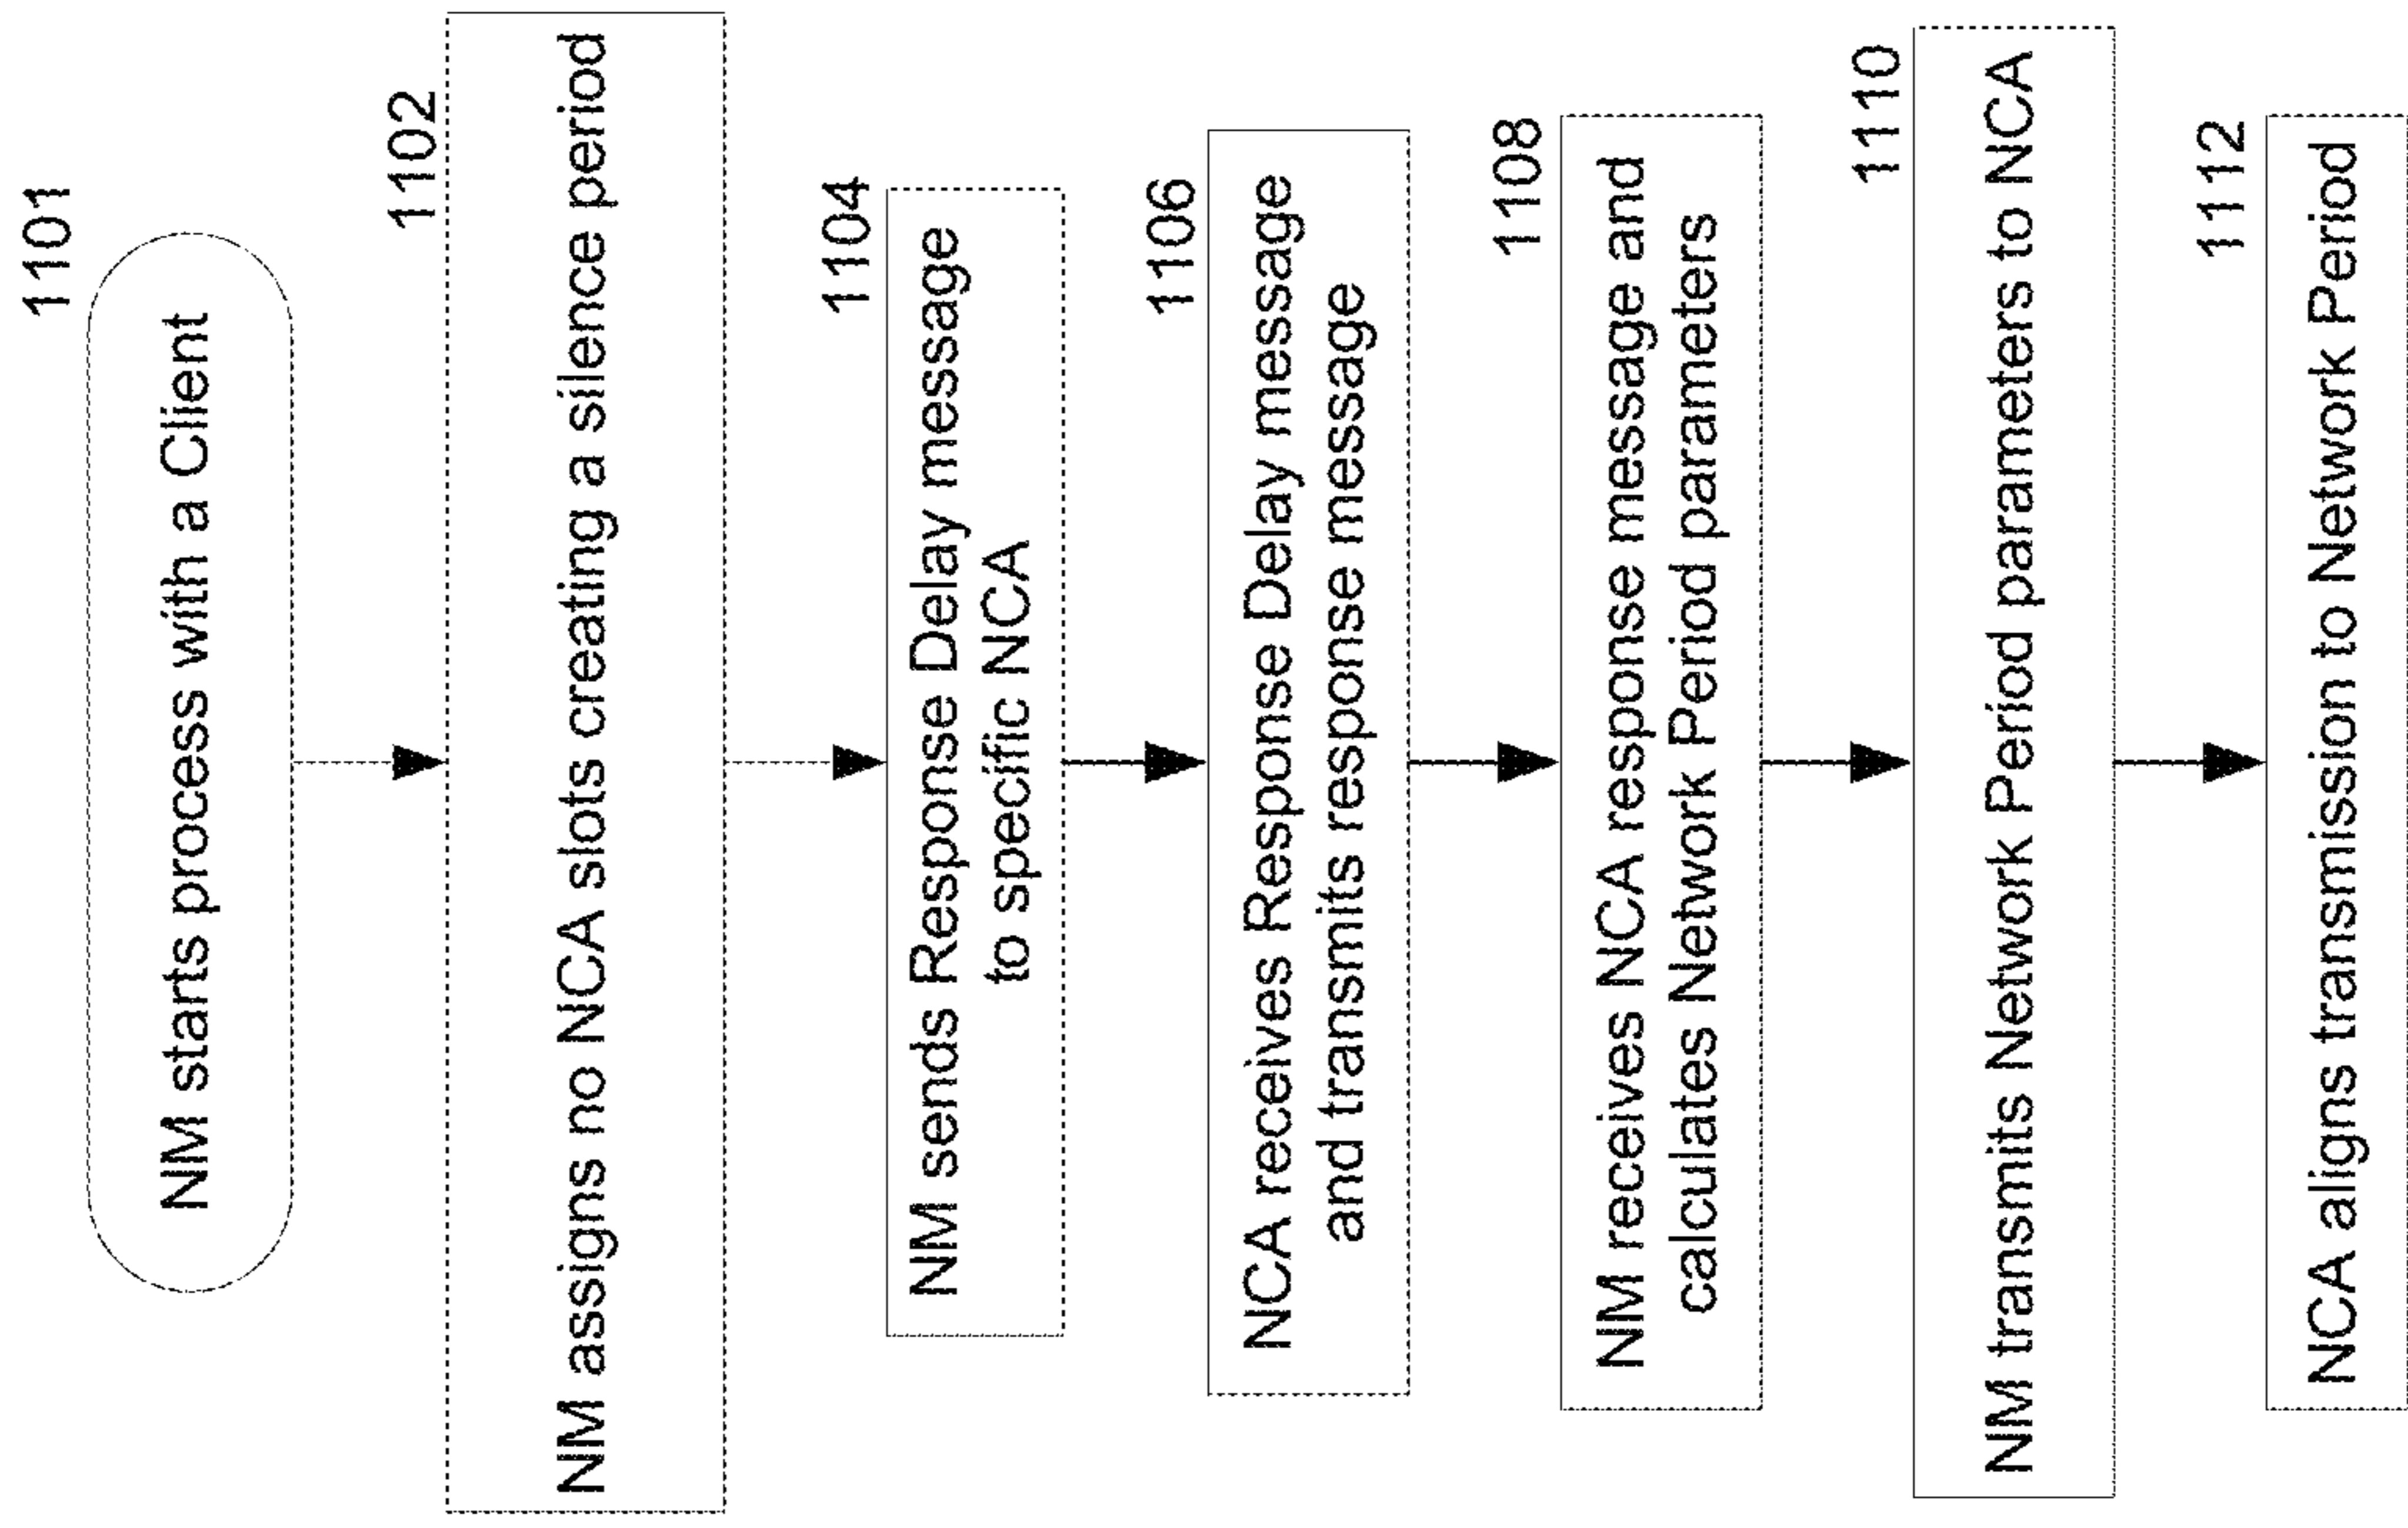 1101
NM starts process with a Client
1102
NM assigns no NCA slots creating a silence period
1104
NM sends Response Delay message
to specific NCA
1106
NCA receives Response Delay message
and transmits response message
1108
NM receives NCA response message and
calculates Network Period parameters
1110
NM transmits Network Period parameters to NCA
1112
NCA aligns transmission to Network Period